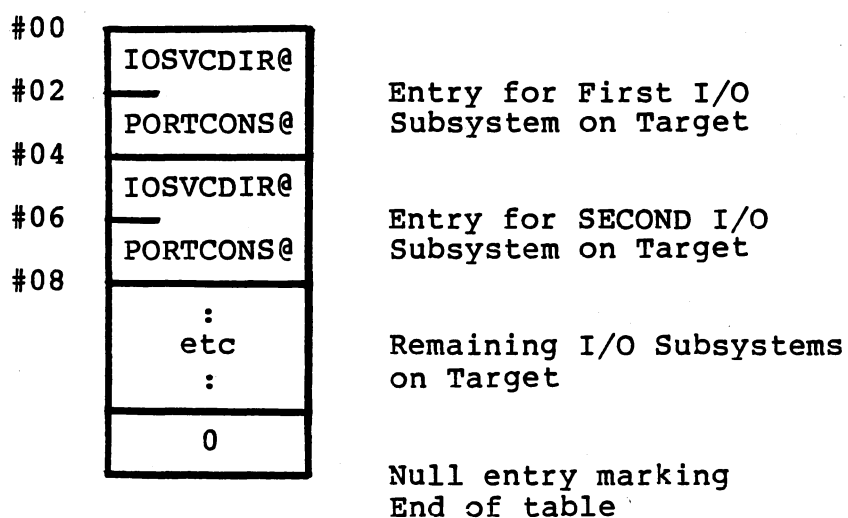 #00
IOSVCDIR@
#02 Entry for First I/O
PORTCONS@ Subsystem on Target
#04
IOSVCDIR@
#06 Entry for SECOND I/O
PORTCONS@ Subsystem on Target
#08
:
etc Remaining I/O Subsystems
: on Target
0
Null entry marking
End of table